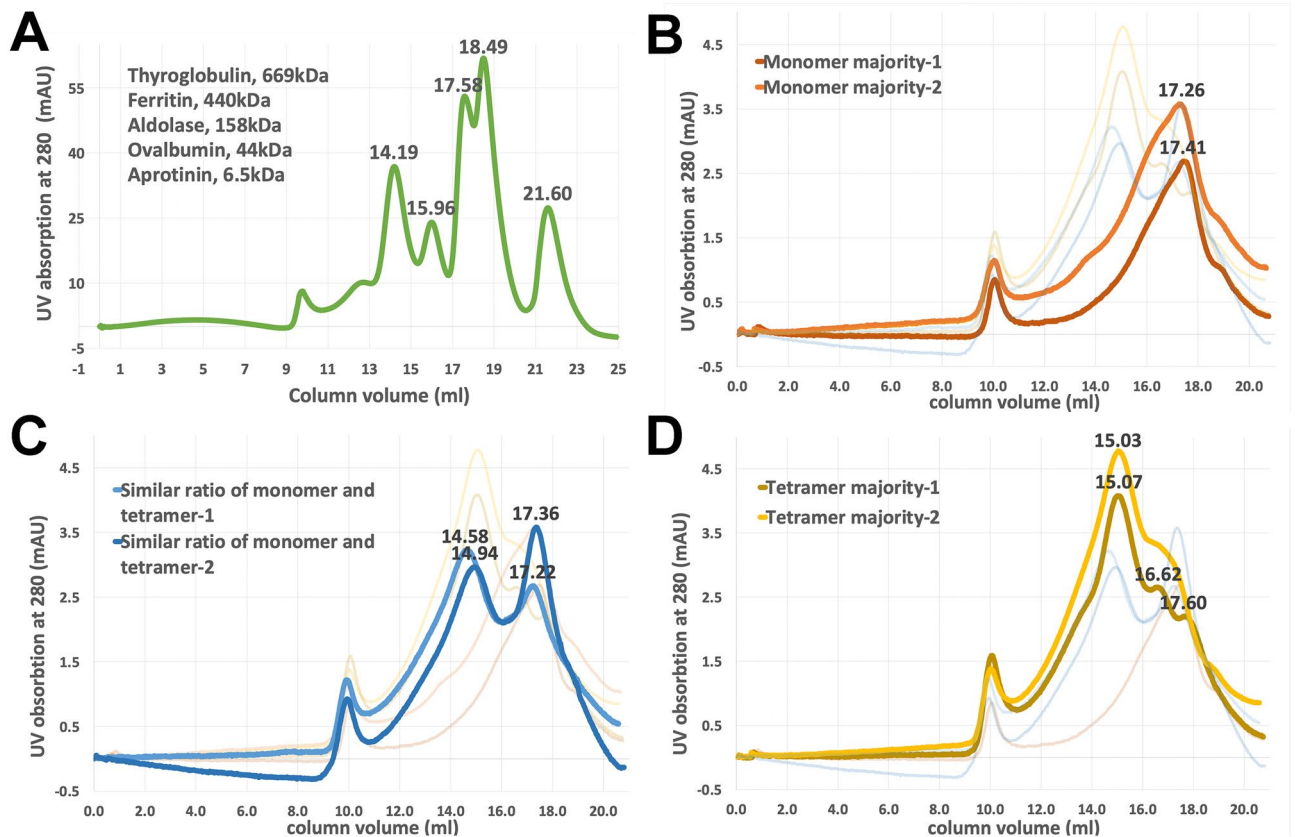 A
UV absorption at 280 (mAU)
Thyroglobulin, 669kDa
Ferritin, 440kDa
Aldolase, 158kDa
Ovalbumin, 44kDa
Aprotinin, 6.5kDa
14.19
15.96
17.58
18.49
21.60
55
40
25
10
-5
-1 1 3 5 7 9 11 13 15 17 19 21 23 25
Column volume (ml)
B
UV obsorbtion at 280 (mAU)
Monomer majority-1
Monomer majority-2
17.26
17.41
4.5
3.5
2.5
1.5
0.5
-0.5
0.0 2.0 4.0 6.0 8.0 10.0 12.0 14.0 16.0 18.0 20.0
column volume (ml)
C
UV obsorbtion at 280 (mAU)
Similar ratio of monomer and
tetramer-1
Similar ratio of monomer and
tetramer-2
14.58
14.94
17.36
17.22
4.5
3.5
2.5
1.5
0.5
-0.5
0.0 2.0 4.0 6.0 8.0 10.0 12.0 14.0 16.0 18.0 20.0
column volume (ml)
D
UV obsorbtion at 280 (mAU)
Tetramer majority-1
Tetramer majority-2
15.03
15.07
16.62
17.60
4.5
3.5
2.5
1.5
0.5
-0.5
0.0 2.0 4.0 6.0 8.0 10.0 12.0 14.0 16.0 18.0 20.0
column volume (ml)